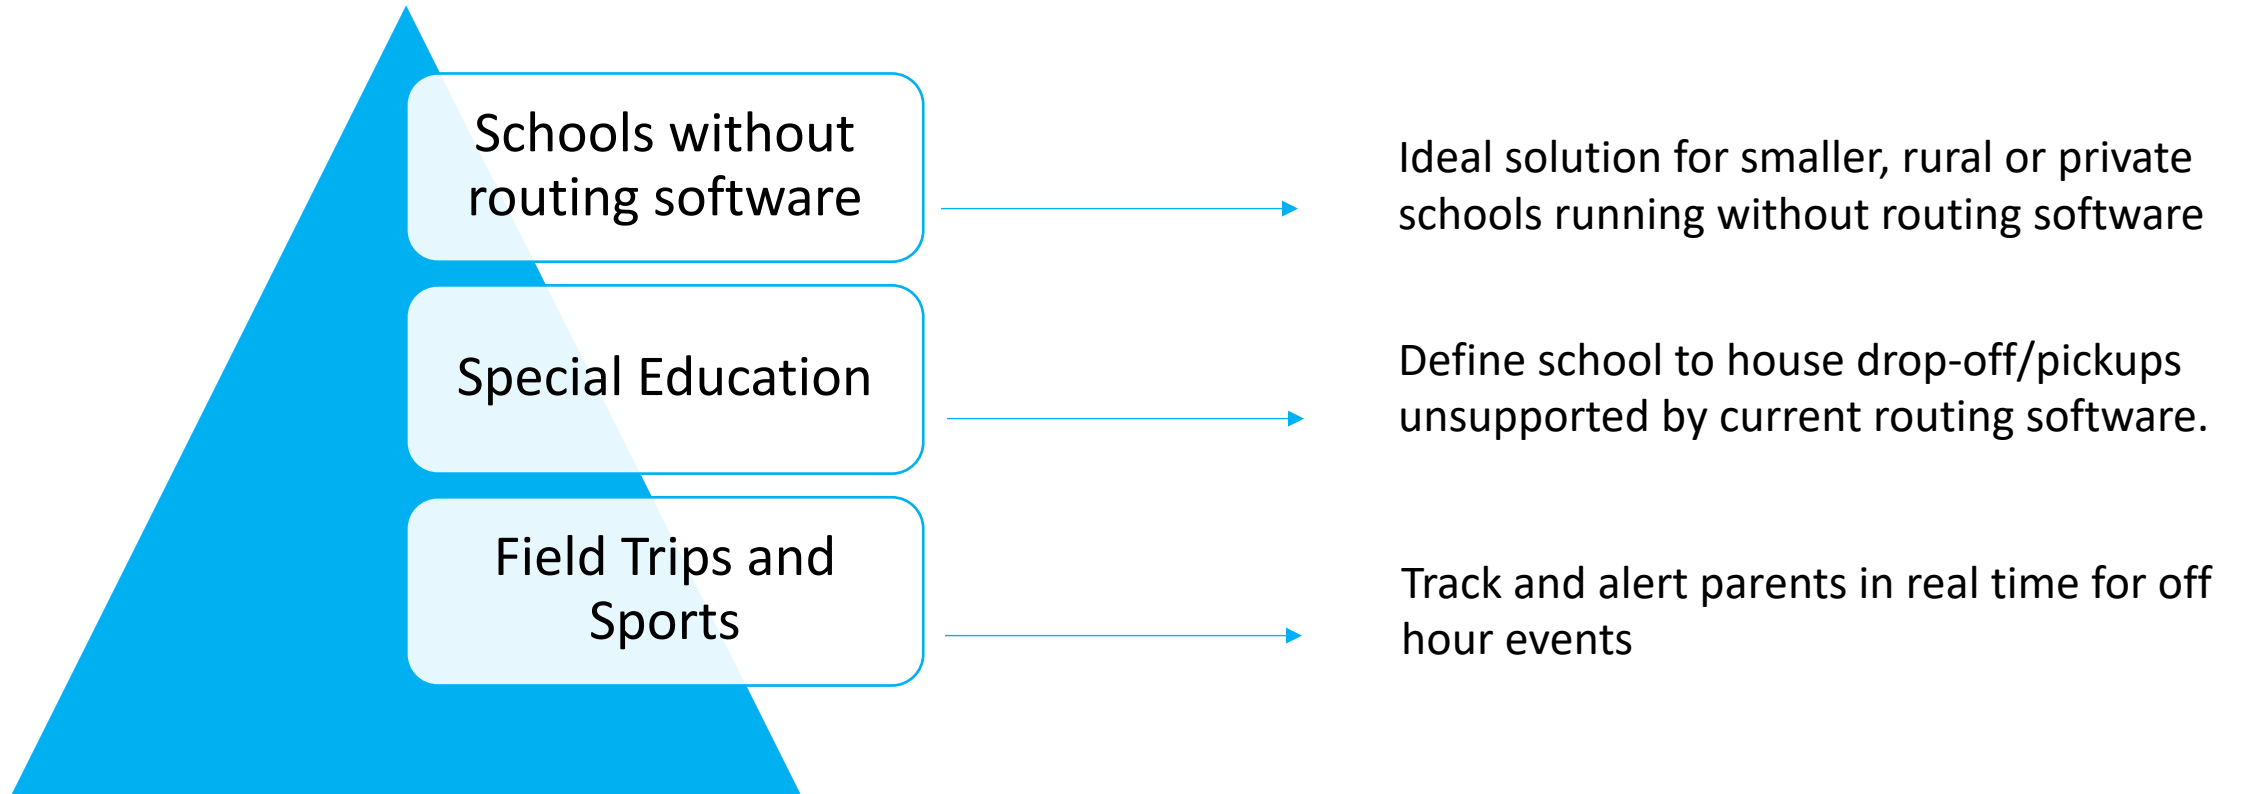 Schools without
routing software
Ideal solution for smaller, rural or private
schools running without routing software
Special Education
Define school to house drop-off/pickups
unsupported by current routing software.
Field Trips and
Sports
Track and alert parents in real time for off
hour events